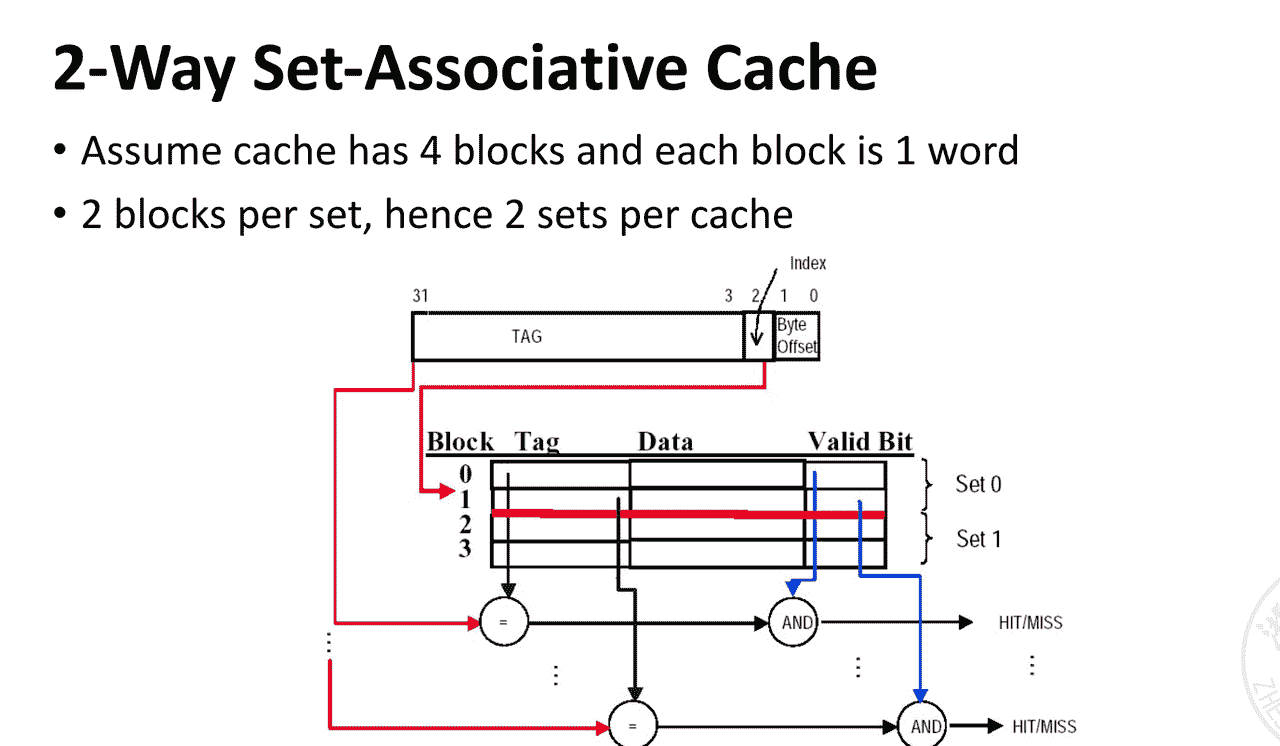 2-Way Set-Associative Cache
• Assume cache has 4 blocks and each block is 1 word
• 2 blocks per set, hence 2 sets per cache
Index
31 3 2 1 0
TAG
Byte
Offset
Block Tag Data Valid Bit
0
1
2
3
Set 0
Set 1
= AND HIT/MISS
= AND HIT/MISS